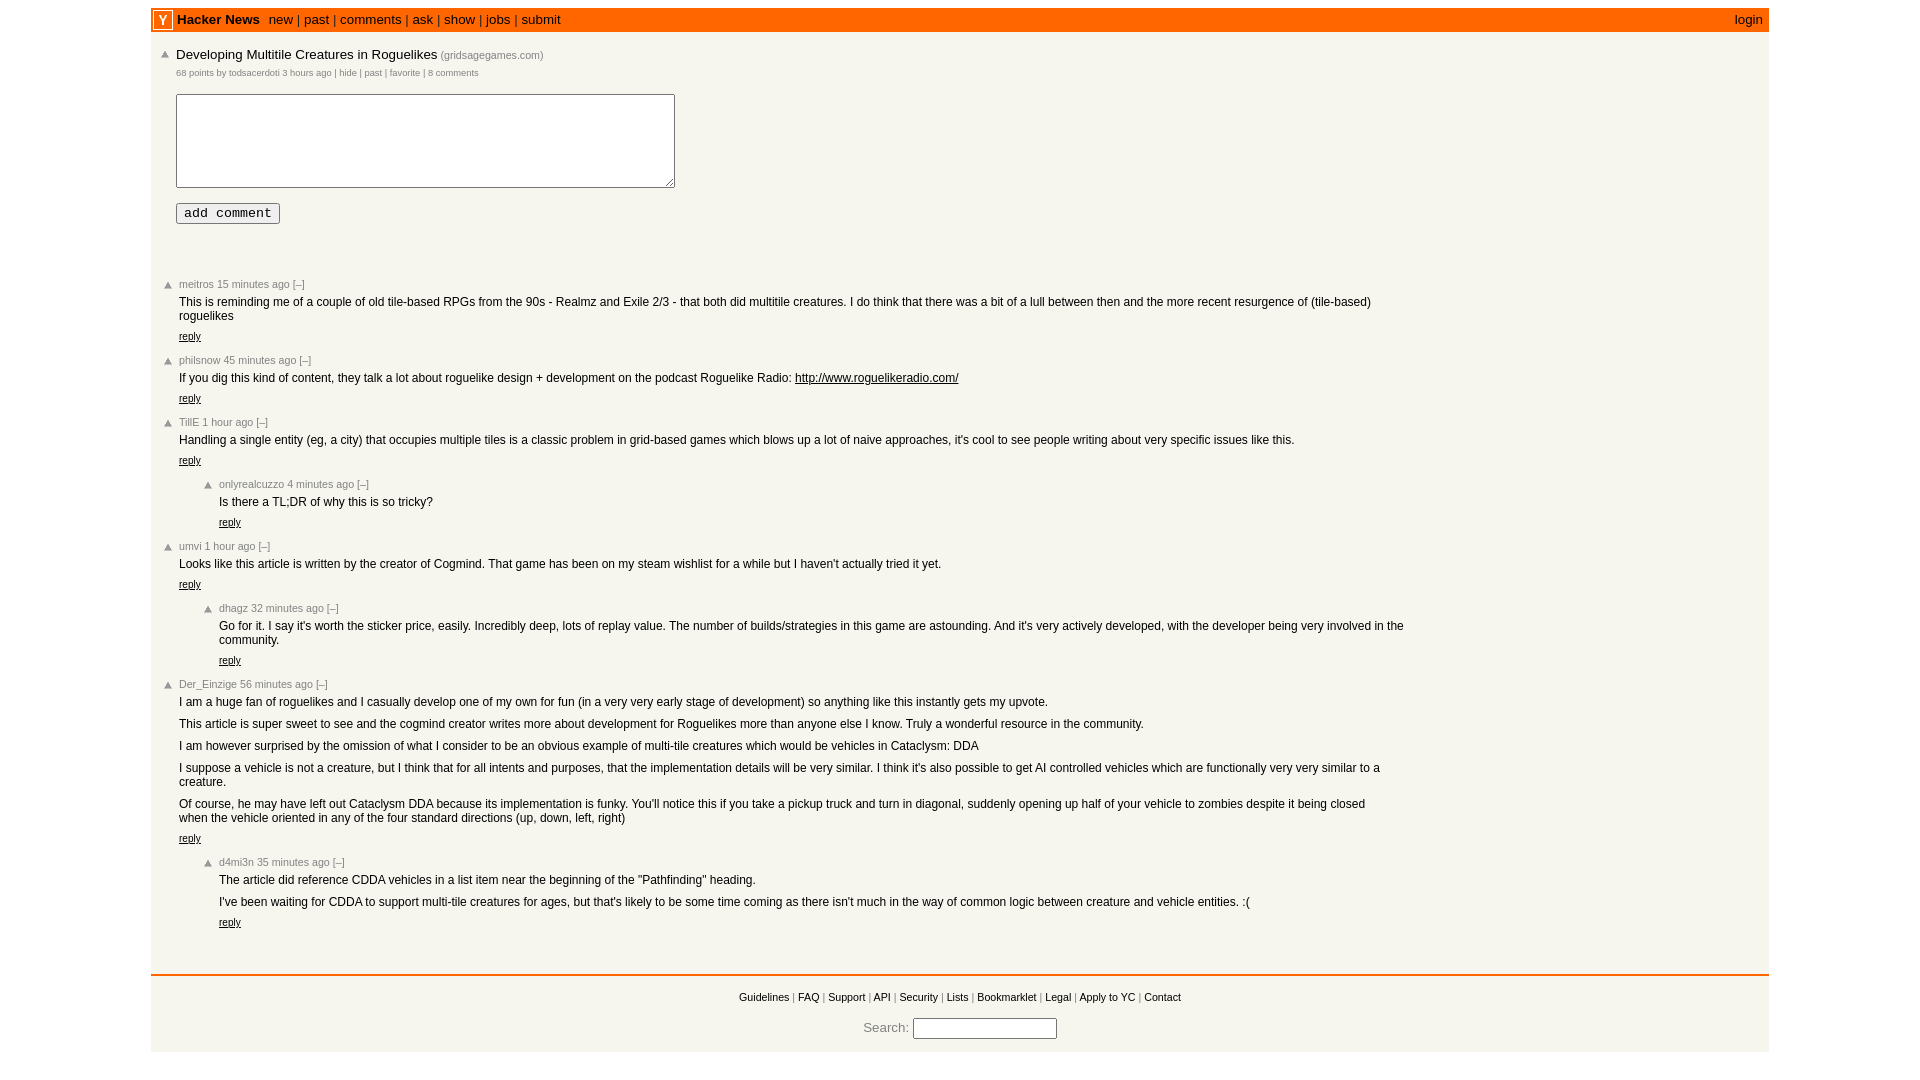 Y Hacker News new | past | comments | ask | show | jobs | submit login
Developing Multitile Creatures in Roguelikes (gridsagegames.com)
68 points by todsacerdoti 3 hours ago | hide | past | favorite | 8 comments
add comment
meitros 15 minutes ago [–]
This is reminding me of a couple of old tile-based RPGs from the 90s - Realmz and Exile 2/3 - that both did multitile creatures. I do think that there was a bit of a lull between then and the more recent resurgence of (tile-based)
roguelikes
reply
philsnow 45 minutes ago [–]
If you dig this kind of content, they talk a lot about roguelike design + development on the podcast Roguelike Radio: http://www.roguelikeradio.com/
reply
TillE 1 hour ago [–]
Handling a single entity (eg, a city) that occupies multiple tiles is a classic problem in grid-based games which blows up a lot of naive approaches, it's cool to see people writing about very specific issues like this.
reply
onlyrealcuzzo 4 minutes ago [–]
Is there a TL;DR of why this is so tricky?
reply
umvi 1 hour ago [–]
Looks like this article is written by the creator of Cogmind. That game has been on my steam wishlist for a while but I haven't actually tried it yet.
reply
dhagz 32 minutes ago [–]
Go for it. I say it's worth the sticker price, easily. Incredibly deep, lots of replay value. The number of builds/strategies in this game are astounding. And it's very actively developed, with the developer being very involved in the
community.
reply
Der_Einzige 56 minutes ago [–]
I am a huge fan of roguelikes and I casually develop one of my own for fun (in a very very early stage of development) so anything like this instantly gets my upvote.
This article is super sweet to see and the cogmind creator writes more about development for Roguelikes more than anyone else I know. Truly a wonderful resource in the community.
I am however surprised by the omission of what I consider to be an obvious example of multi-tile creatures which would be vehicles in Cataclysm: DDA
I suppose a vehicle is not a creature, but I think that for all intents and purposes, that the implementation details will be very similar. I think it's also possible to get AI controlled vehicles which are functionally very very similar to a
creature.
Of course, he may have left out Cataclysm DDA because its implementation is funky. You'll notice this if you take a pickup truck and turn in diagonal, suddenly opening up half of your vehicle to zombies despite it being closed
when the vehicle oriented in any of the four standard directions (up, down, left, right)
reply
d4mi3n 35 minutes ago [–]
The article did reference CDDA vehicles in a list item near the beginning of the "Pathfinding" heading.
I've been waiting for CDDA to support multi-tile creatures for ages, but that's likely to be some time coming as there isn't much in the way of common logic between creature and vehicle entities. :(
reply
Guidelines | FAQ | Support | API | Security | Lists | Bookmarklet | Legal | Apply to YC | Contact
Search: